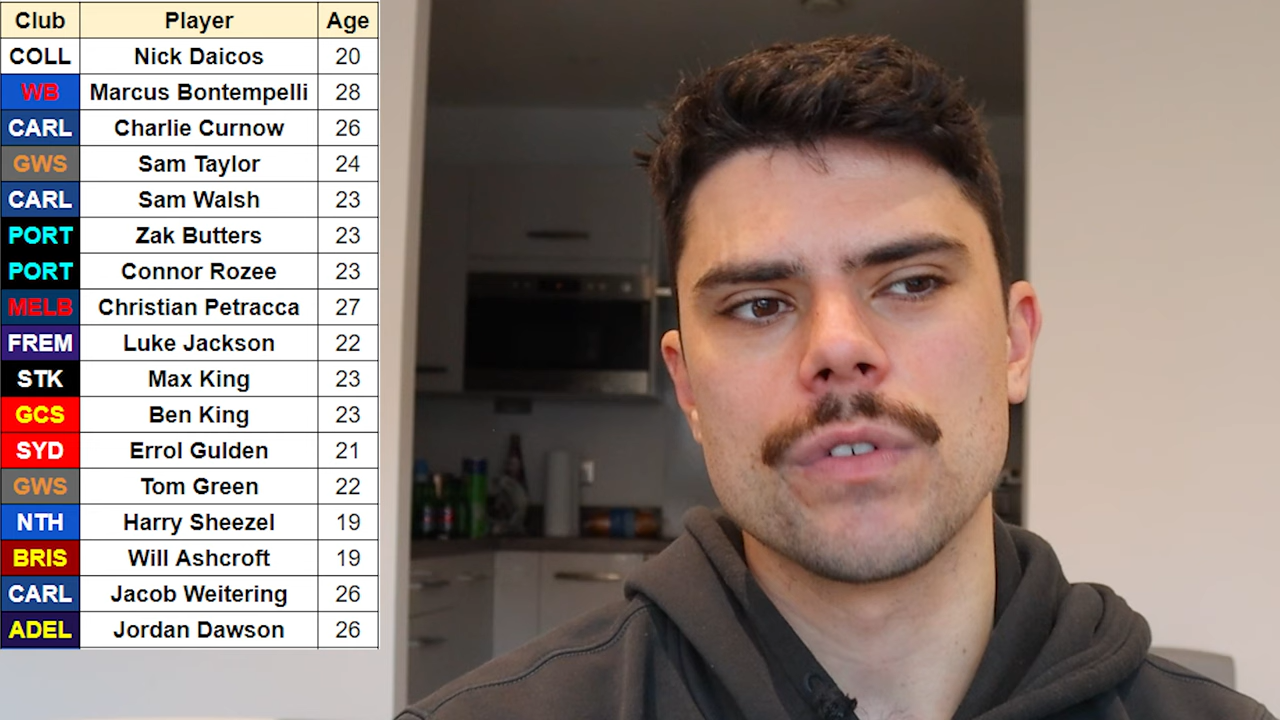 Club Player Age
COLL Nick Daicos 20
WB Marcus Bontempelli 28
CARL Charlie Curnow 26
GWS Sam Taylor 24
CARL Sam Walsh 23
PORT Zak Butters 23
PORT Connor Rozee 23
MELB Christian Petracca 27
FREM Luke Jackson 22
STK Max King 23
GCS Ben King 23
SYD Errol Gulden 21
GWS Tom Green 22
NTH Harry Sheezel 19
BRIS Will Ashcroft 19
CARL Jacob Weitering 26
ADEL Jordan Dawson 26